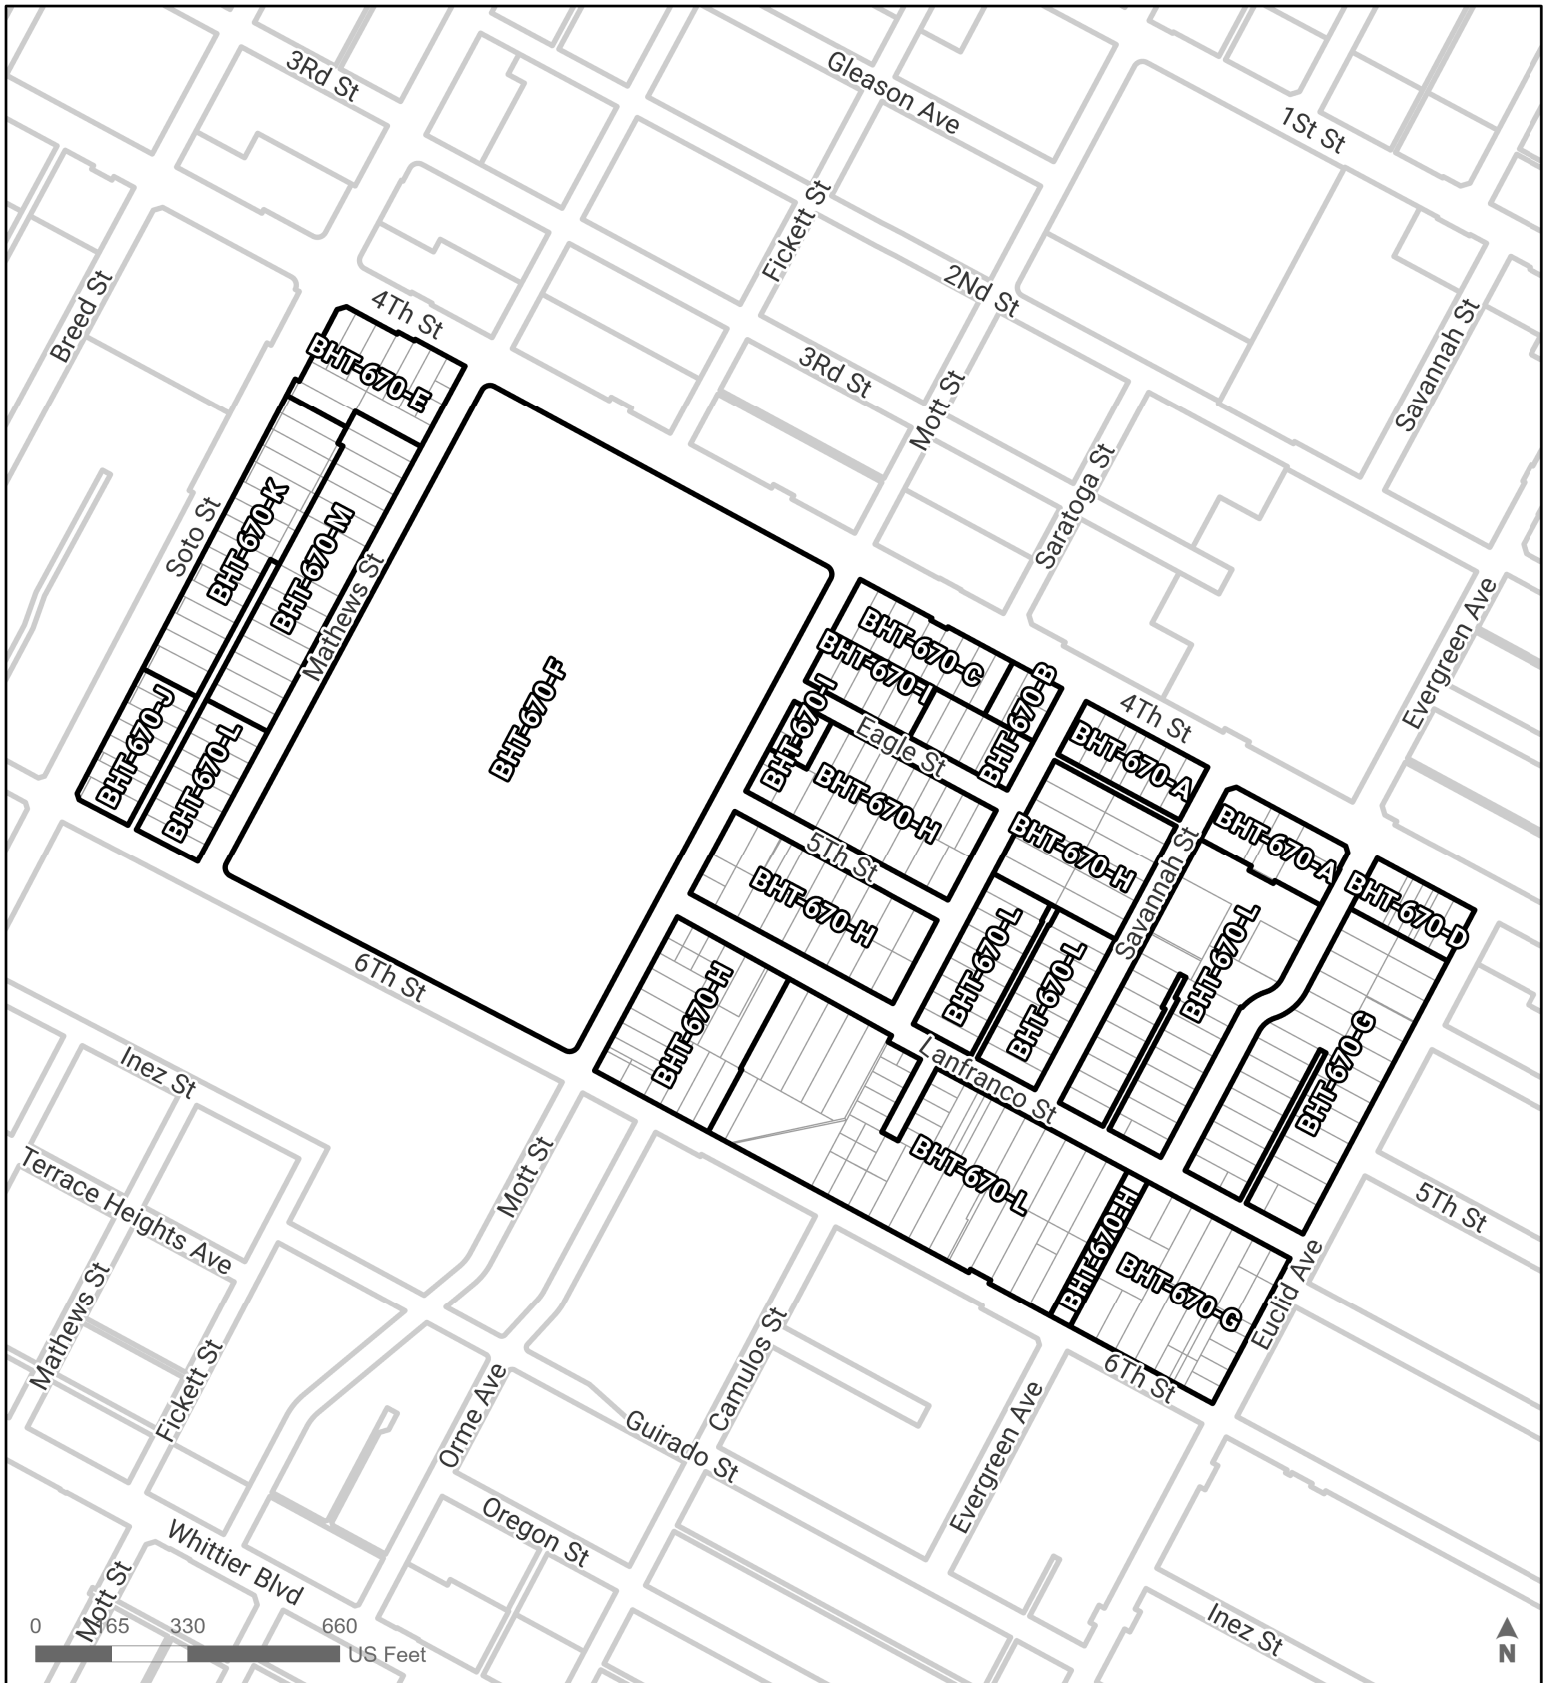 3Rd St
Gleason Ave
1St St
Fickett St
2Nd St
Breed St
4Th St
Savannah St
3Rd St
Mott St
BHT-670-E
Saratoga St
Soto St
BHT-670-K
BHT-670-M
Mathews St
Evergreen Ave
BHT-670-C
BHT-670-I
BHT-670-B
BHT-670-F
BHT-670-T
Eagle St
4Th St
BHT-670-A
BHT-670-J
BHT-670-L
BHT-670-H
BHT-670-H
BHT-670-A
5Th St
Savannah St
BHT-670-D
BHT-670-H
BHT-670-L
BHT-670-L
BHT-670-L
6Th St
BHT-670-H
BHT-670-G
Lanfranco St
Inez St
Mott St
BHT-670-L
5Th St
Terrace Heights Ave
BHT-670-H
BHT-670-G
Euclid Ave
Mathews St
Fickett St
Camulos St
6Th St
Orme Ave
Guirado St
Evergreen Ave
Oregon St
Whittier Blvd
Mott St
Inez St
0 165 330 660
US Feet
N